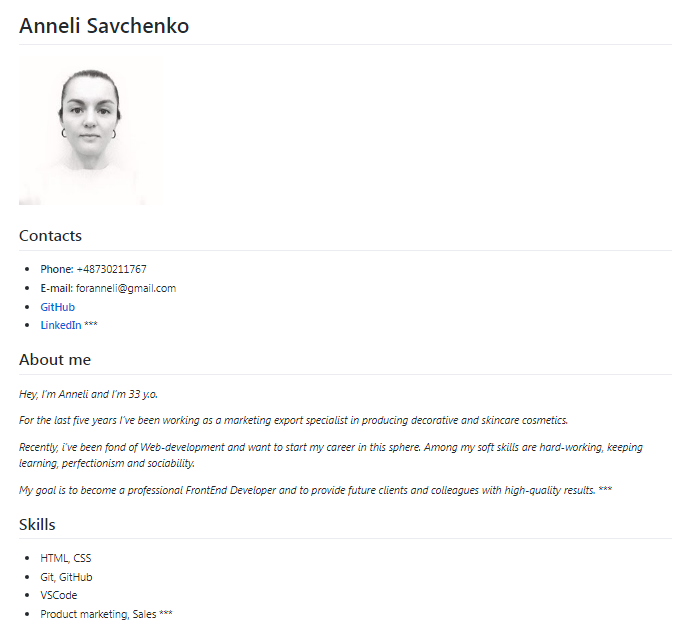 Anneli Savchenko
Contacts
Phone: +48730211767
E-mail: foranneli@gmail.com
GitHub
LinkedIn ***
About me
Hey, I'm Anneli and I'm 33 y.o.
For the last five years I've been working as a marketing export specialist in producing decorative and skincare cosmetics.
Recently, i've been fond of Web-development and want to start my career in this sphere. Among my soft skills are hard-working, keeping
learning, perfectionism and sociability.
My goal is to become a professional FrontEnd Developer and to provide future clients and colleagues with high-quality results. ***
Skills
HTML, CSS
Git, GitHub
VSCode
Product marketing, Sales ***